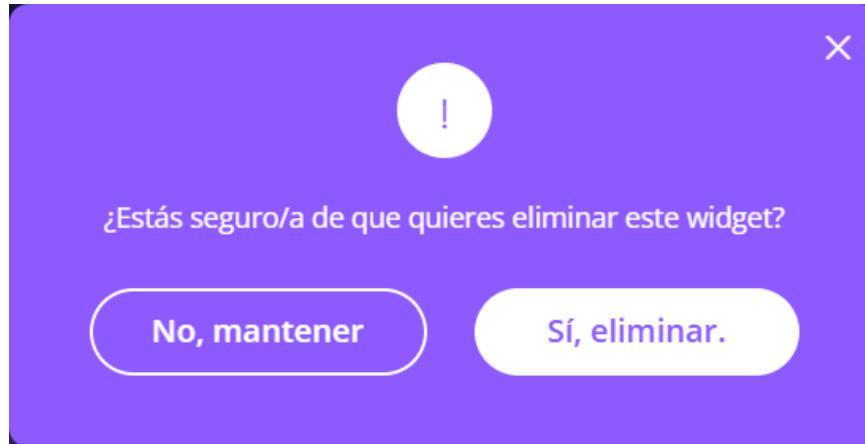 !
¿Estás seguro/a de que quieres eliminar este widget?
No, mantener
Sí, eliminar.